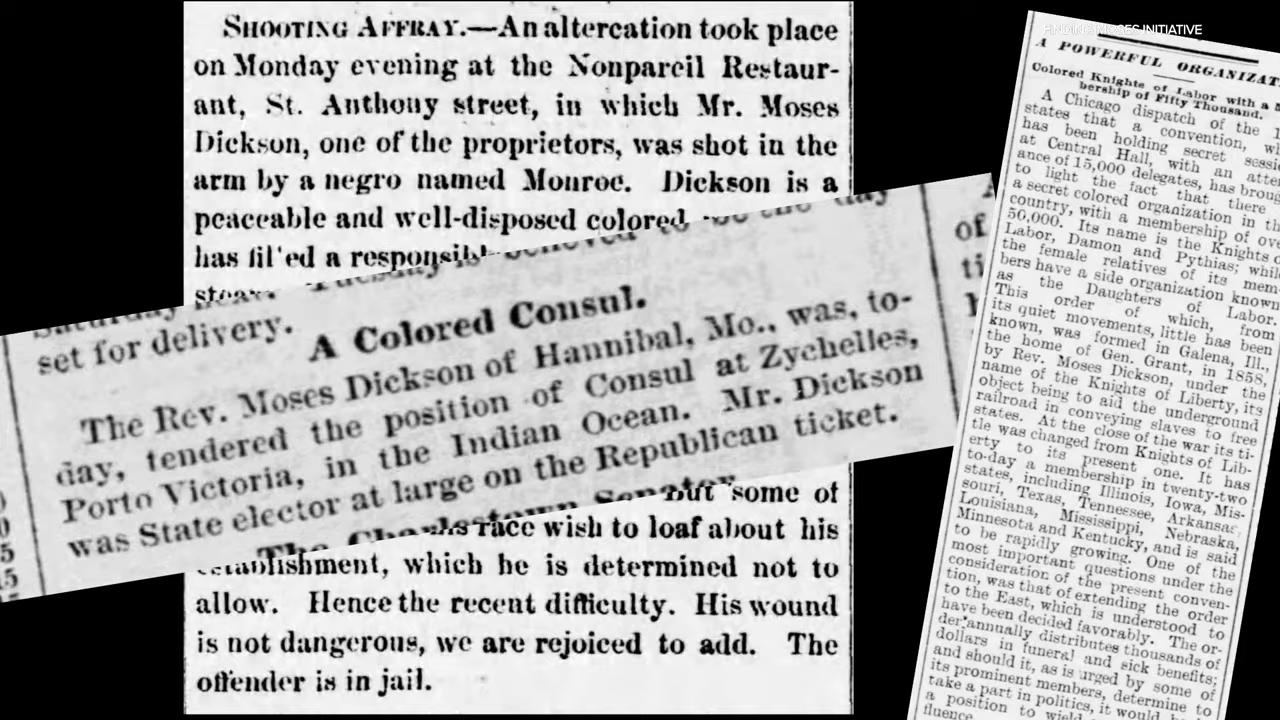 SHOOTING AFFRAY.—An altercation took place
on Monday evening at the Nonpareil Restaur-
ant, St. Anthony street, in which Mr. Moses
Dickson, one of the proprietors, was shot in the
arm by a negro named Monroe. Dickson is a
peaceable and well-disposed colored
has fil'ed a
set for delivery.
A Colored Consul.
The Rev. Moses Dickson of Hannibal, Mo., was, to-
day, tendered the position of Consul at Zychelles,
Porto Victoria, in the Indian Ocean. Mr. Dickson
was State elector at large on the Republican ticket.
but some of
race wish to loaf about his
establishment, which he is determined not to
allow. Hence the recent difficulty. His wound
is not dangerous, we are rejoiced to add. The
offender is in jail.
FINDING MOSES INITIATIVE
A POWERFUL ORGANIZAT
Colored Knights of Labor with a M
bership of Fifty Thousand.
A Chicago dispatch of the
states that a convention, wh
has been holding secret sessi
at Central Hall, with an atten
ance of 15,000 delegates, has brou
to light the fact that there
a secret colored organization in th
country, with a membership of ov
50,000. Its name is the Knights o
Labor, Damon and Pythias; whil
the female relatives of its mem-
bers have a side organization known
as the Daughters of Labor.
This order of which, from
its quiet movements, little has been
known, was formed in Galena, Ill.,
the home of Gen. Grant, in 1858,
by Rev. Moses Dickson, under the
name of the Knights of Liberty, its
object being to aid the underground
railroad in conveying slaves to free
states. At the close of the war its ti-
tle was changed from Knights of Lib-
erty to its present one. It has
to-day a membership in twenty-two
states, including Illinois, Iowa, Mis-
souri, Texas, Tennessee, Arkansas
Louisiana, Mississippi, Nebraska,
Minnesota and Kentucky, and is said
to be rapidly growing. One of the
most important questions under the
consideration of the present conven-
tion, was that of extending the order
to the East, which is understood to
have been decided favorably. The or-
der annually distributes thousands of
dollars in funeral and sick benefits;
and should it, as is urged by some of
its prominent members, determine to
take a part in politics, it would
a position to wield
fluence